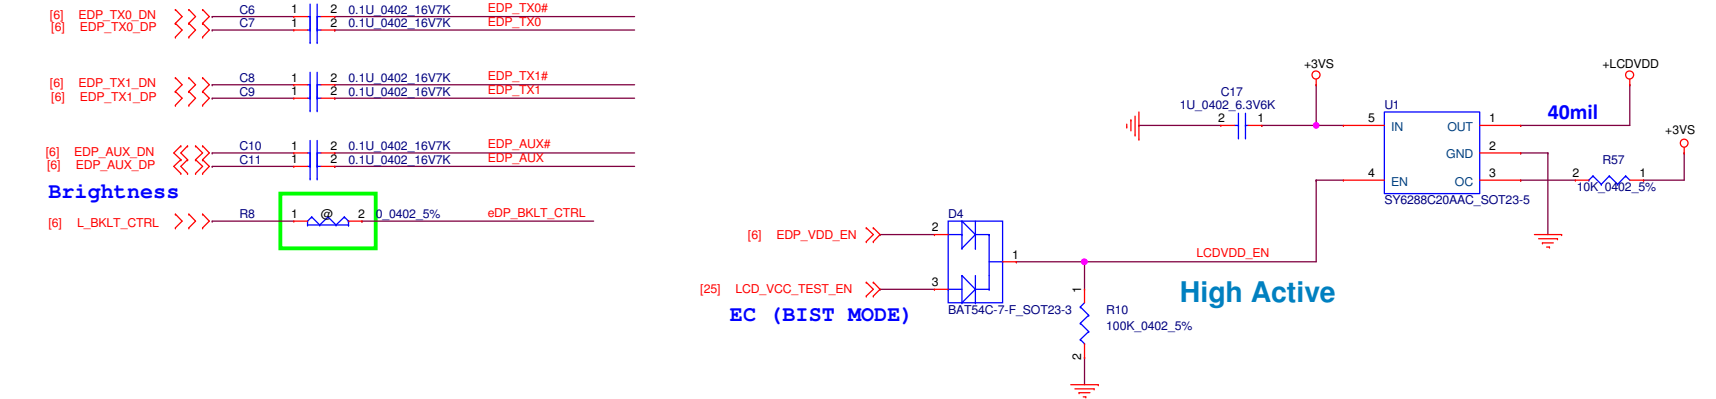 [6] EDP_TX0_DN C6 1 2 0.1U_0402_16V7K EDP_TX0#
[6] EDP_TX0_DP C7 1 2 0.1U_0402_16V7K EDP_TX0
[6] EDP_TX1_DN C8 1 2 0.1U_0402_16V7K EDP_TX1#
[6] EDP_TX1_DP C9 1 2 0.1U_0402_16V7K EDP_TX1
[6] EDP_AUX_DN C10 1 2 0.1U_0402_16V7K EDP_AUX#
[6] EDP_AUX_DP C11 1 2 0.1U_0402_16V7K EDP_AUX
Brightness
[6] L_BKLT_CTRL R8 1 @ 2 0_0402_5% eDP_BKLT_CTRL
+3VS
+LCDVDD
C17
1U_0402_6.3V6K
2 1
U1
5 IN OUT 1
40mil
GND 2
4 EN OC 3
SY6288C20AAC_SOT23-5
+3VS
R57
2 1
10K_0402_5%
D4
[6] EDP_VDD_EN 2
1
LCDVDD_EN
[25] LCD_VCC_TEST_EN 3
BAT54C-7-F_SOT23-3
EC (BIST MODE)
High Active
1
R10
100K_0402_5%
2